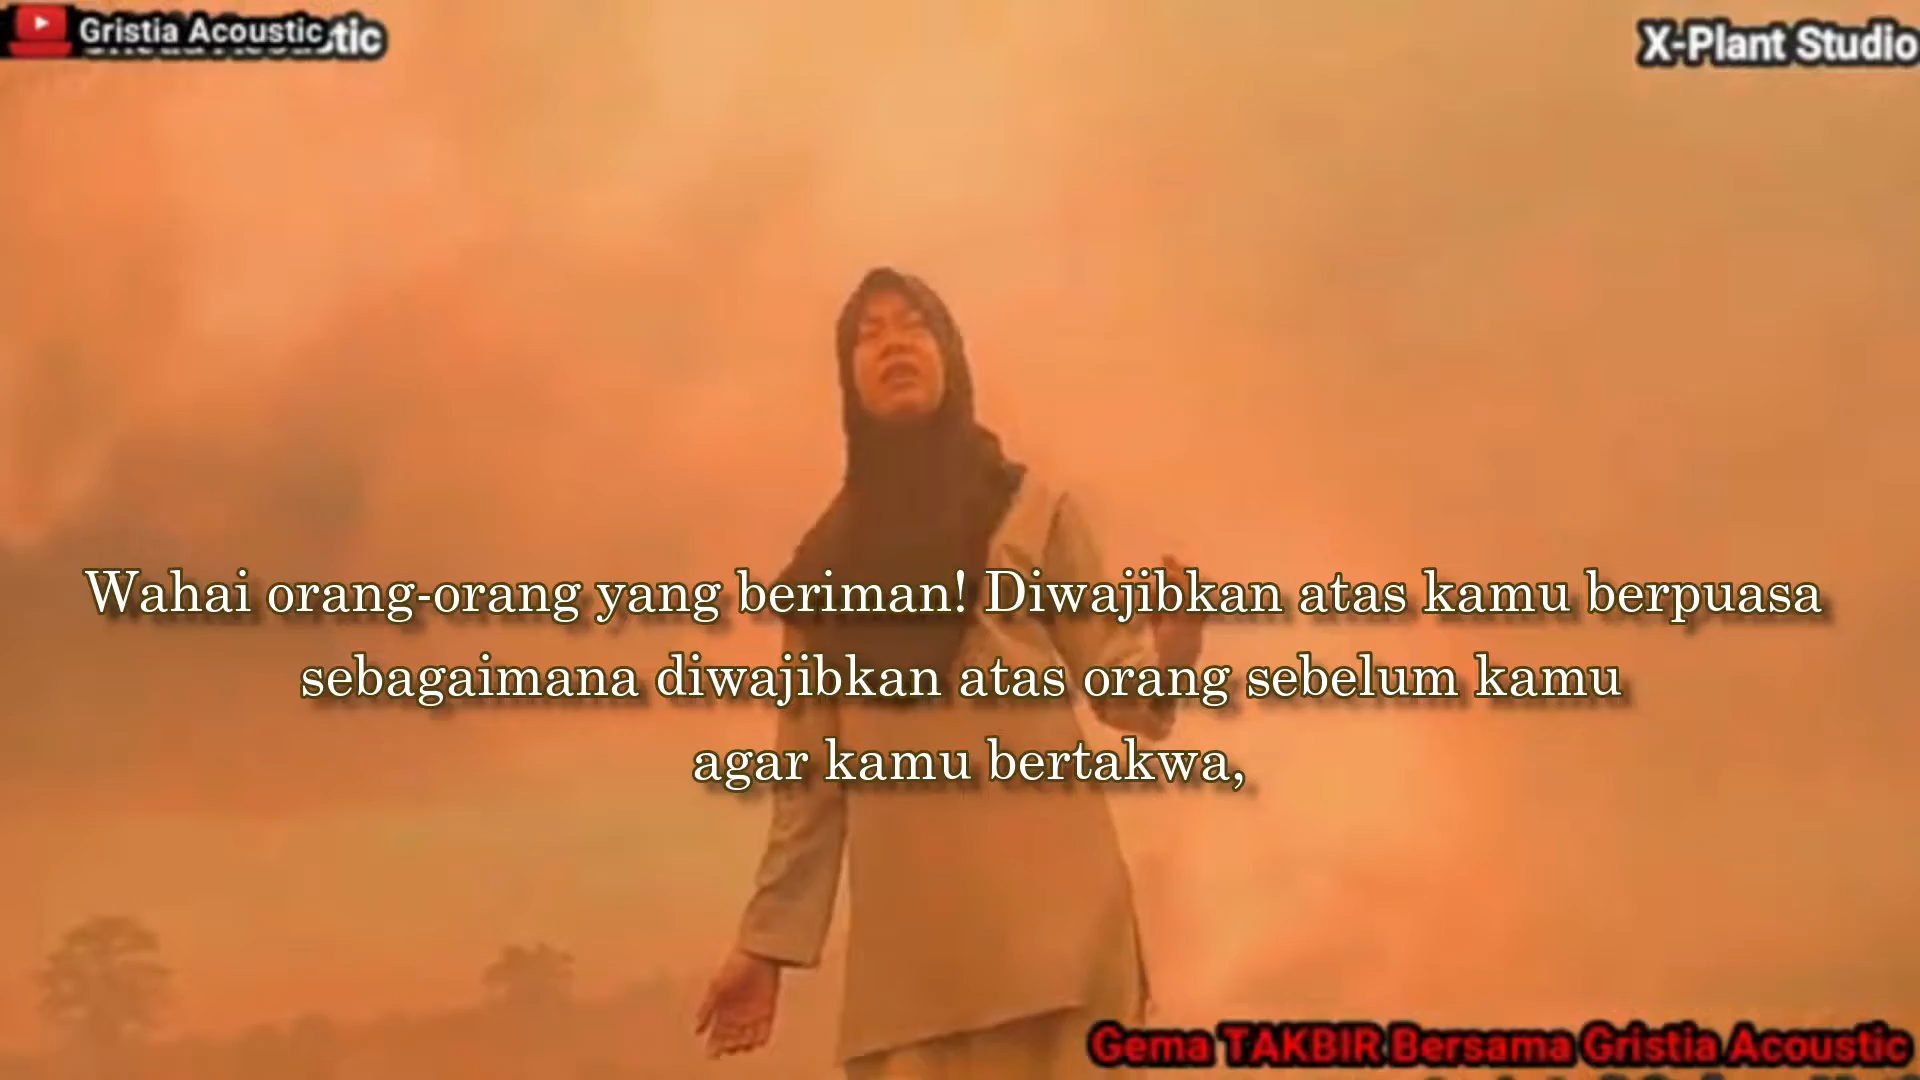 Gristia Acoustic
X-Plant Studio
Wahai orang-orang yang beriman! Diwajibkan atas kamu berpuasa
sebagaimana diwajibkan atas orang sebelum kamu
agar kamu bertakwa,
Gema TAKBIR Bersama Gristia Acoustic